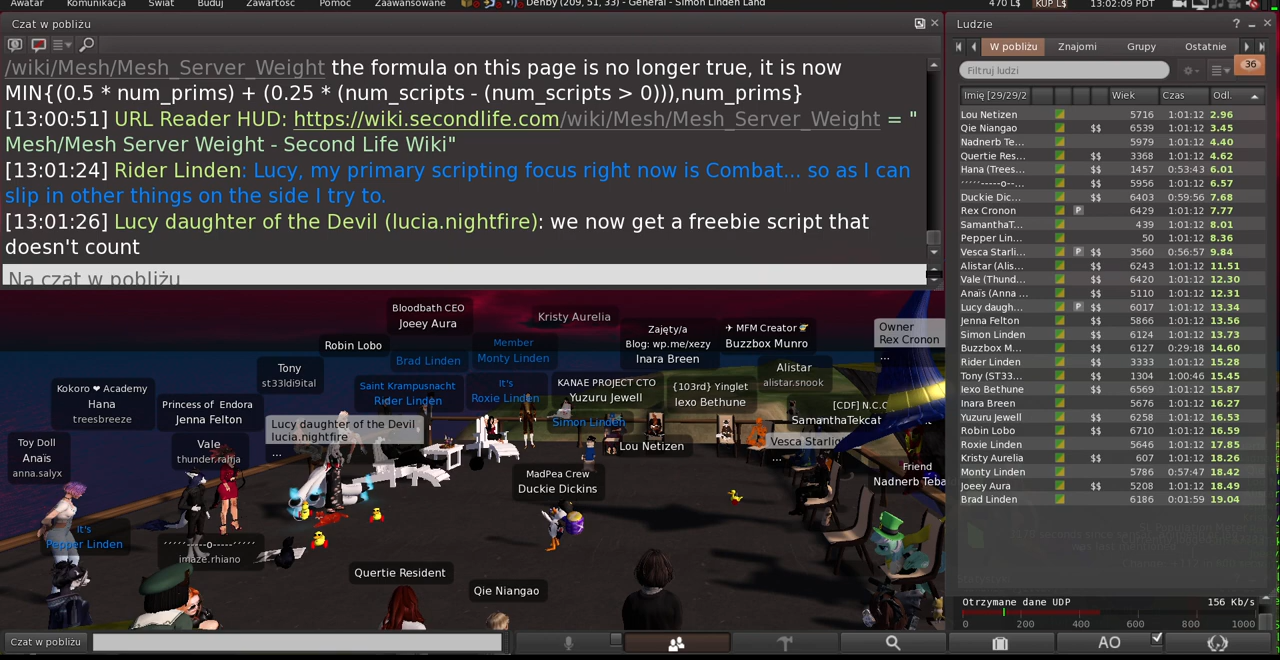 Awatar Komunikacja Świat Buduj Zawartość Pomoc Zaawansowane Denby (209, 51, 33) - General - Simon Linden Land 470 L$ KUP L$ 13:02:09 PDT
Czat w pobliżu
/wiki/Mesh/Mesh_Server_Weight the formula on this page is no longer true, it is now
MIN{(0.5 * num_prims) + (0.25 * (num_scripts - (num_scripts > 0))),num_prims}
[13:00:51] URL Reader HUD: https://wiki.secondlife.com/wiki/Mesh/Mesh_Server_Weight = "
Mesh/Mesh Server Weight - Second Life Wiki"
[13:01:24] Rider Linden: Lucy, my primary scripting focus right now is Combat... so as I can
slip in other things on the side I try to.
[13:01:26] Lucy daughter of the Devil (lucia.nightfire): we now get a freebie script that
doesn't count
Na czat w pobliżu
Bloodbath CEO
Joeey Aura
Kristy Aurelia
Robin Lobo
Brad Linden
Member
Monty Linden
Zajęty/a
Blog: wp.me/xezy
Inara Breen
✈ MFM Creator
Buzzbox Munro
Owner
Rex Cronon
...
Tony
st33ldi9ital
Kokoro ❤ Academy
Hana
treesbreeze
Saint Krampusnacht
Rider Linden
It's
Roxie Linden
KANAE PROJECT CTO
Yuzuru Jewell
{103rd} Yinglet
Iexo Bethune
Alistar
alistar.snook
Princess of Endora
Jenna Felton
Lucy daughter of the Devil
lucia.nightfire
...
Simon Linden
[CDF] N.C.C
SamanthaTekcat
Toy Doll
Anaïs
anna.salyx
Vale
thunder.rahja
Lou Netizen
Vesca Starlig
...
MadPea Crew
Duckie Dickins
Friend
Nadnerb Teba
It's
Pepper Linden
´´´´´-----o--´´´´´
imaze.rhiano
Quertie Resident
Qie Niangao
Czat w pobliżu
Ludzie
? _ ×
W pobliżu Znajomi Grupy Ostatnie
Filtruj ludzi
36
Imię [29/29/2 Wiek Czas Odl.
Lou Netizen 5716 1:01:12 2.96
Qie Niangao $$ 6539 1:01:12 3.45
Nadnerb Te... 5979 1:01:12 4.40
Quertie Res... $$ 3368 1:01:12 4.62
Hana (Trees... $$ 1457 0:53:43 6.01
´´´´´-----o--... $$ 5956 1:01:12 6.57
Duckie Dic... $$ 6403 0:59:56 7.68
Rex Cronon P 6429 1:01:12 7.77
SamanthaT... 439 1:01:12 8.01
Pepper Lin... 50 1:01:12 8.36
Vesca Starli... P $$ 3560 0:56:57 9.84
Alistar (Alis... $$ 6243 1:01:12 11.51
Vale (Thund... $$ 6420 1:01:12 12.30
Anaïs (Anna ... $$ 5110 1:01:12 12.31
Lucy daugh... P $$ 6017 1:01:12 13.34
Jenna Felton $$ 5866 1:01:12 13.56
Simon Linden $$ 6124 1:01:12 13.73
Buzzbox M... $$ 6127 0:29:18 14.60
Rider Linden $$ 3333 1:01:12 15.28
Tony (ST33... $$ 1304 1:00:46 15.45
Iexo Bethune $$ 6569 1:01:12 15.87
Inara Breen 5676 1:01:12 16.27
Yuzuru Jewell $$ 6258 1:01:12 16.53
Robin Lobo $$ 6710 1:01:12 16.59
Roxie Linden 5646 1:01:12 17.85
Kristy Aurelia $$ 607 1:01:12 18.26
Monty Linden 5786 0:57:47 18.42
Joeey Aura $$ 5208 1:01:12 18.49
Brad Linden 6186 0:01:59 19.04
Otrzymane dane UDP 156 Kb/s
0 200 400 600 800 1000
AO